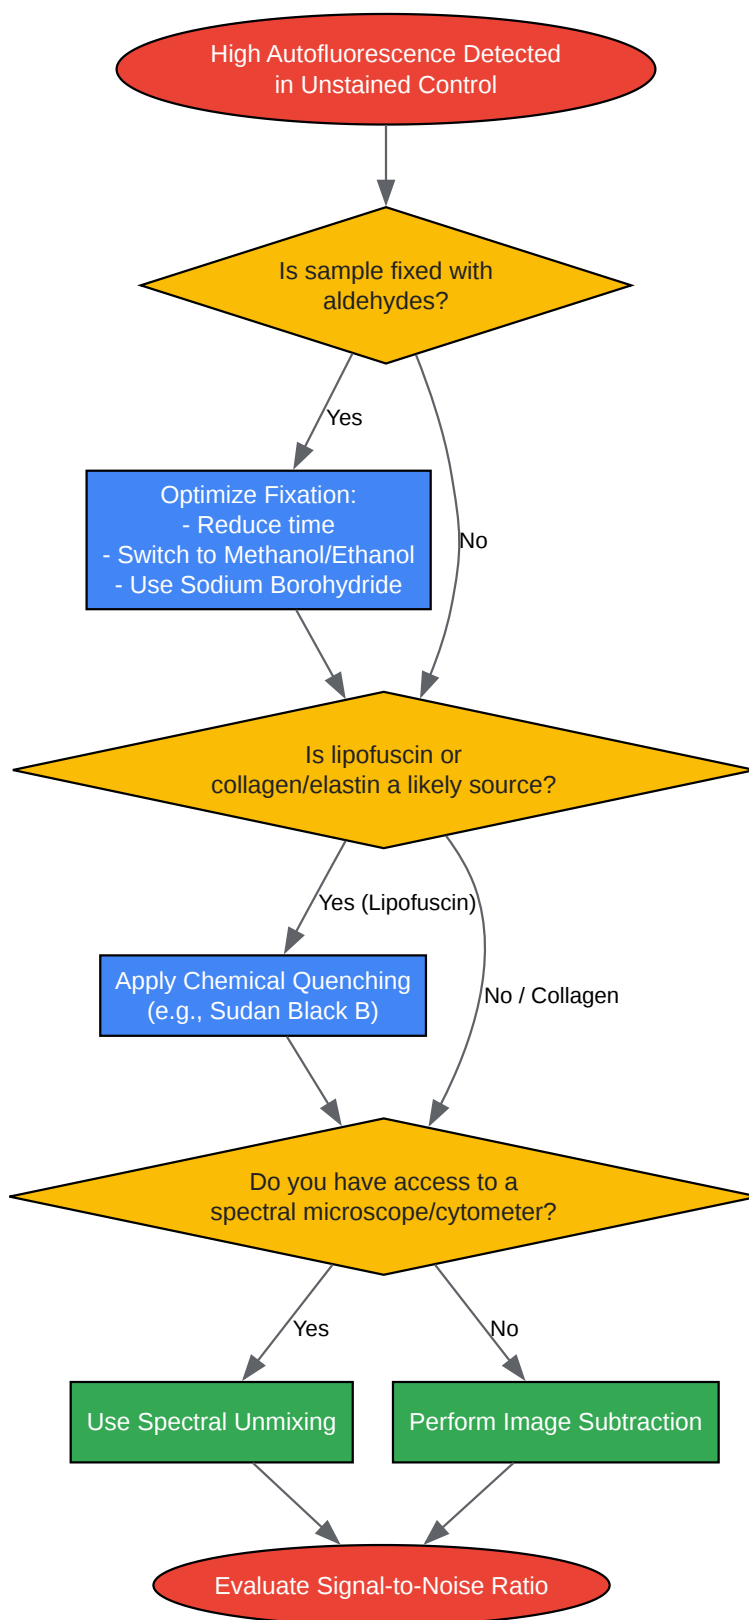 High Autofluorescence Detected
in Unstained Control
Is sample fixed with
aldehydes?
Yes
No
Optimize Fixation:
- Reduce time
- Switch to Methanol/Ethanol
- Use Sodium Borohydride
Is lipofuscin or
collagen/elastin a likely source?
Yes (Lipofuscin)
No / Collagen
Apply Chemical Quenching
(e.g., Sudan Black B)
Do you have access to a
spectral microscope/cytometer?
Yes
No
Use Spectral Unmixing
Perform Image Subtraction
Evaluate Signal-to-Noise Ratio